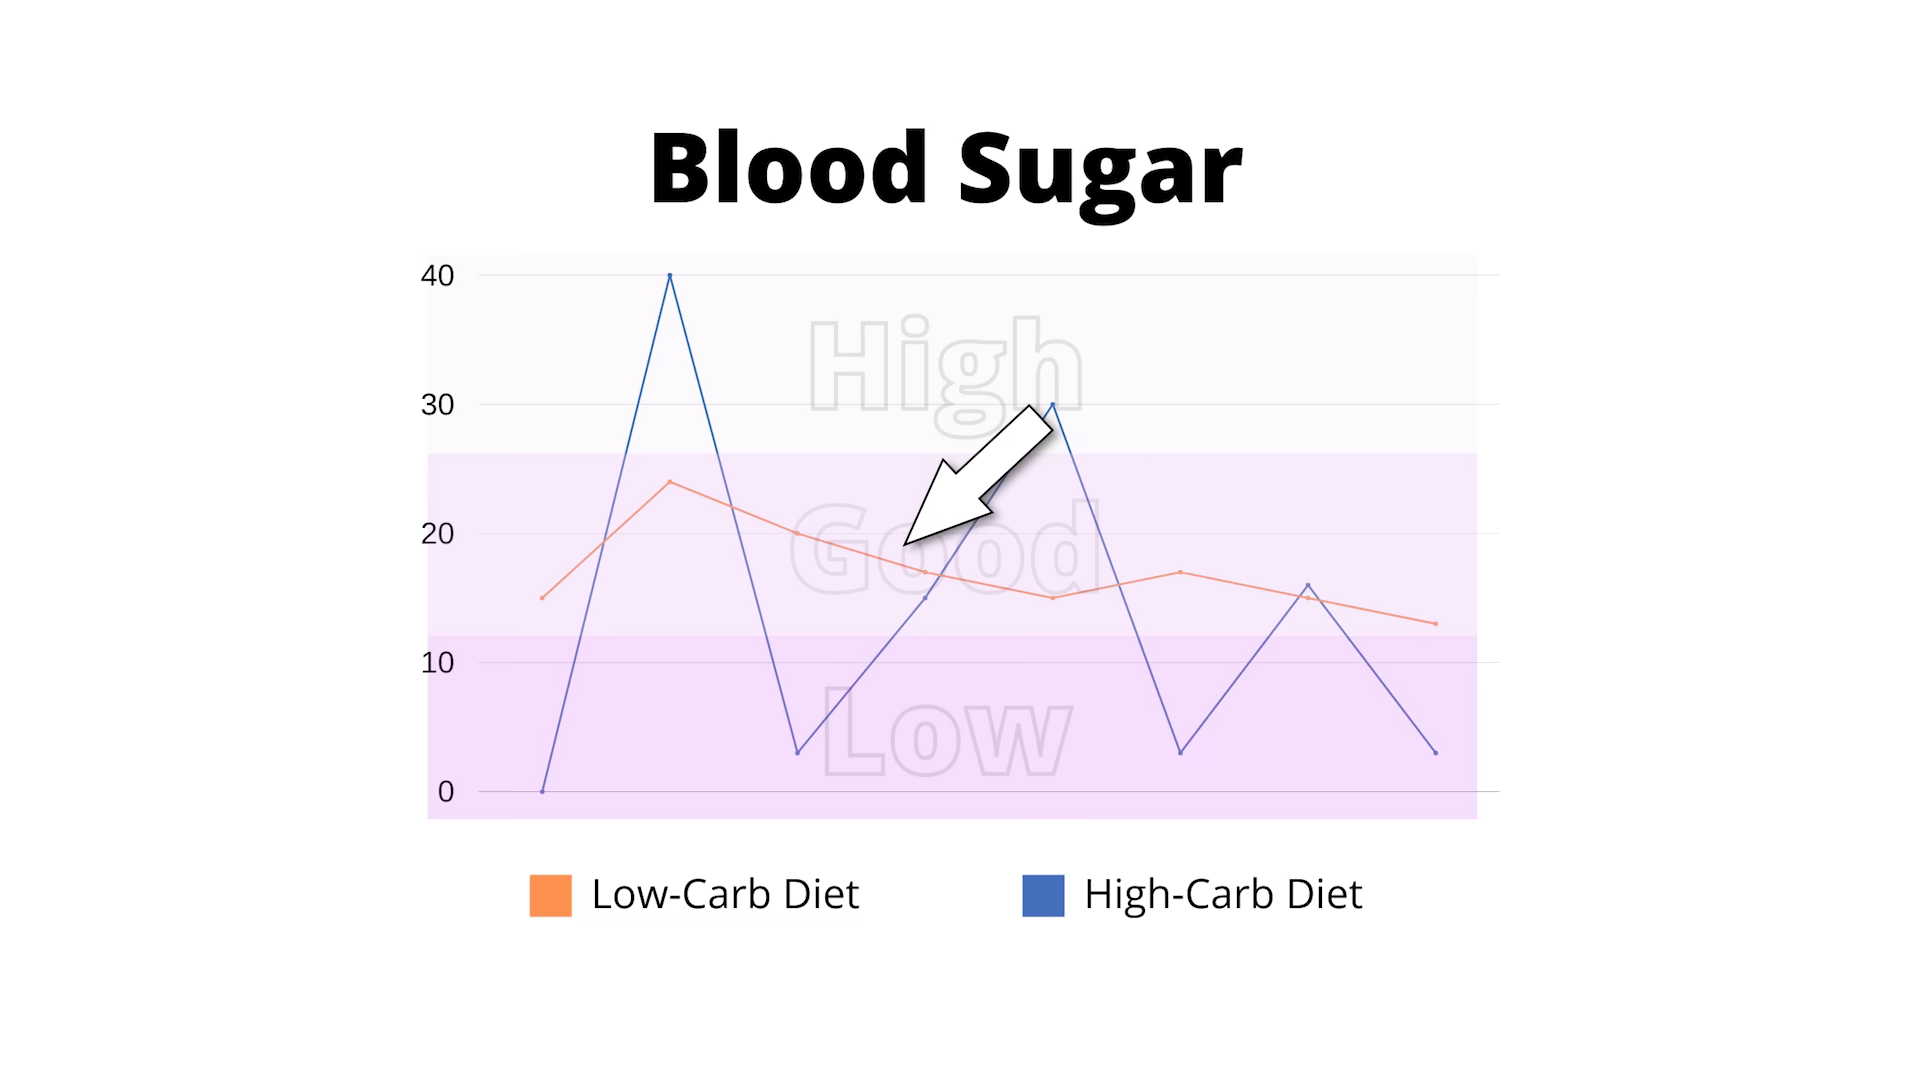 Blood Sugar
40
High
30
Good
20
10
Low
0
Low-Carb Diet
High-Carb Diet